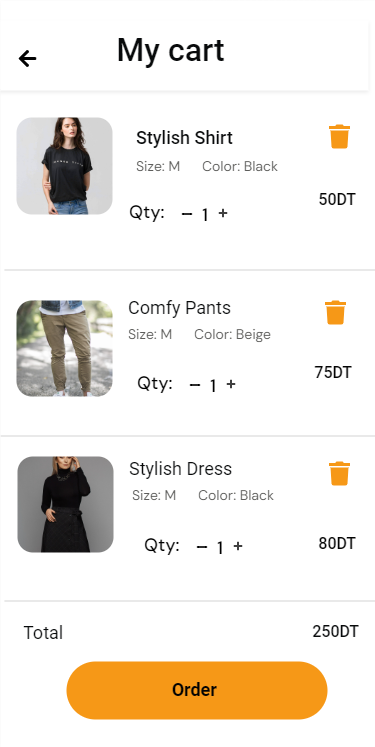 My cart
Stylish Shirt
Size: M Color: Black
50DT
Qty: – 1 +
Comfy Pants
Size: M Color: Beige
75DT
Qty: – 1 +
Stylish Dress
Size: M Color: Black
Qty: – 1 + 80DT
Total 250DT
Order